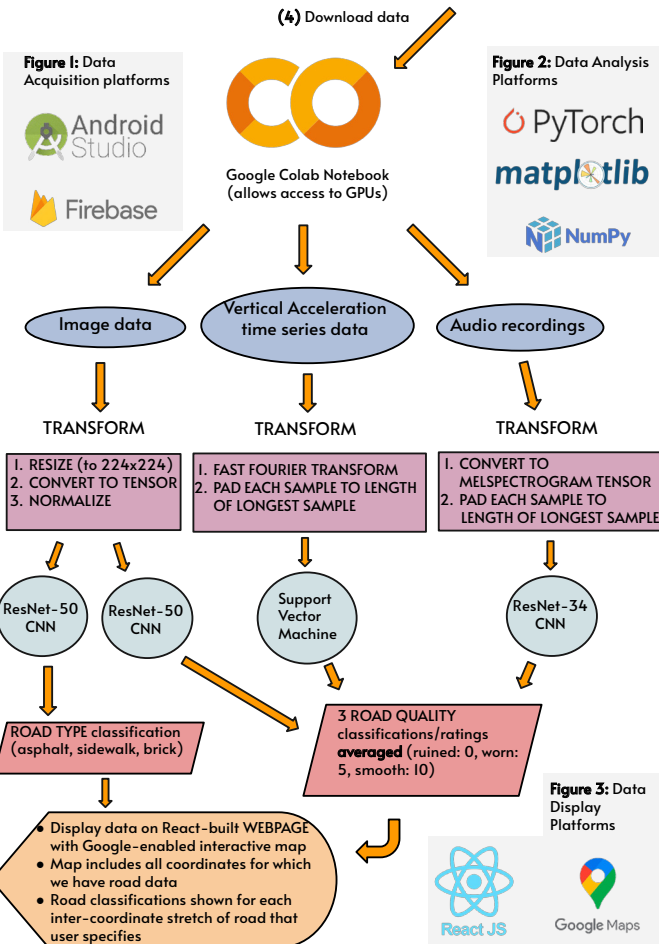 (4) Download data
Figure 1: Data
Acquisition platforms
Android
Studio
Firebase
Google Colab Notebook
(allows access to GPUs)
Figure 2: Data Analysis
Platforms
PyTorch
matplotlib
NumPy
Image data
Vertical Acceleration
time series data
Audio recordings
TRANSFORM
TRANSFORM
TRANSFORM
1. RESIZE (to 224x224)
2. CONVERT TO TENSOR
3. NORMALIZE
1. FAST FOURIER TRANSFORM
2. PAD EACH SAMPLE TO LENGTH
OF LONGEST SAMPLE
1. CONVERT TO
MELSPECTROGRAM TENSOR
2. PAD EACH SAMPLE TO
LENGTH OF LONGEST SAMPLE
ResNet-50
CNN
ResNet-50
CNN
Support
Vector
Machine
ResNet-34
CNN
ROAD TYPE classification
(asphalt, sidewalk, brick)
3 ROAD QUALITY
classifications/ratings
averaged (ruined: 0, worn:
5, smooth: 10)
• Display data on React-built WEBPAGE
with Google-enabled interactive map
• Map includes all coordinates for which
we have road data
• Road classifications shown for each
inter-coordinate stretch of road that
user specifies
Figure 3: Data
Display
Platforms
React JS
Google Maps